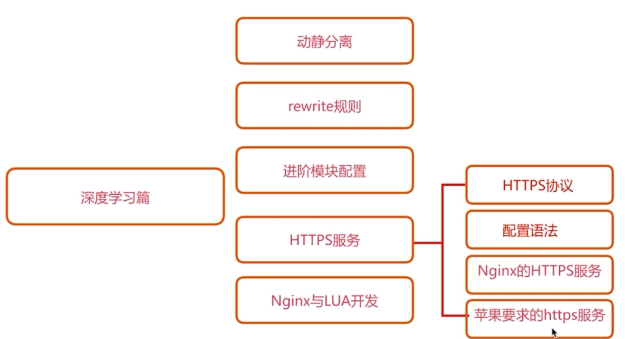 动静分离
rewrite规则
进阶模块配置
深度学习篇
HTTPS服务
Nginx与LUA开发
HTTPS协议
配置语法
Nginx的HTTPS服务
苹果要求的https服务